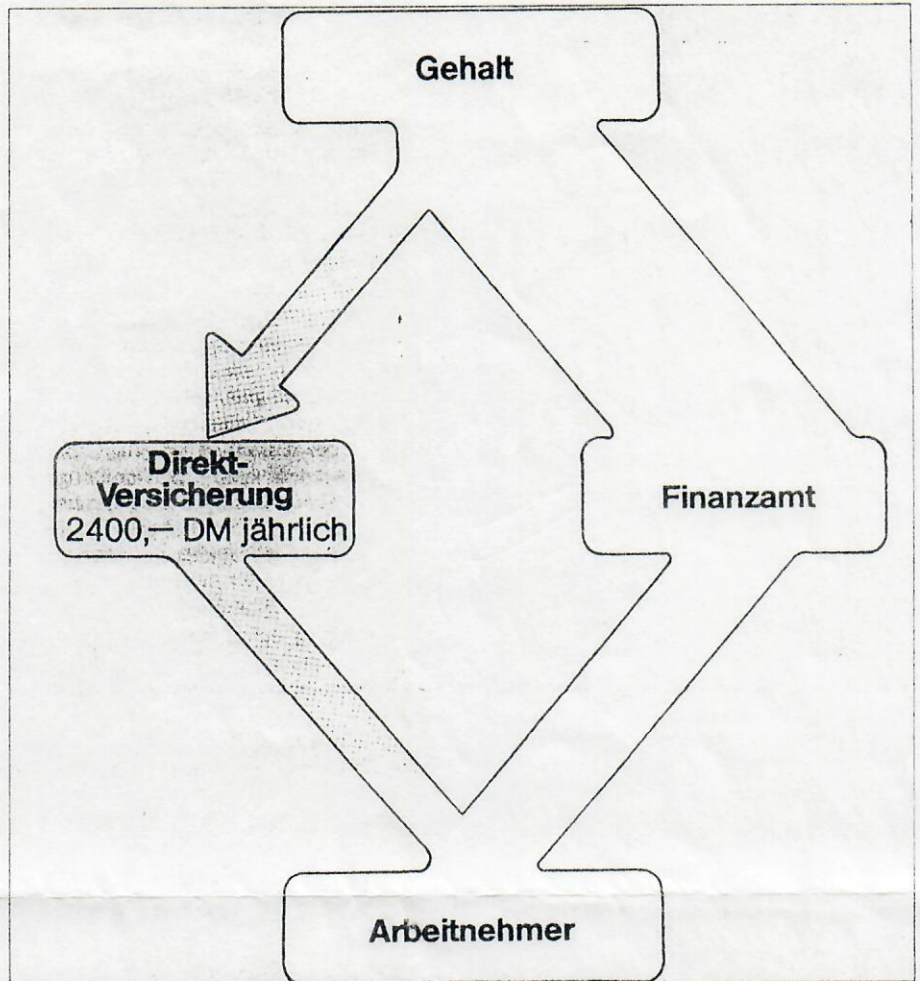 Gehalt
Direkt-
Versicherung
2400,— DM jährlich
Finanzamt
Arbeitnehmer